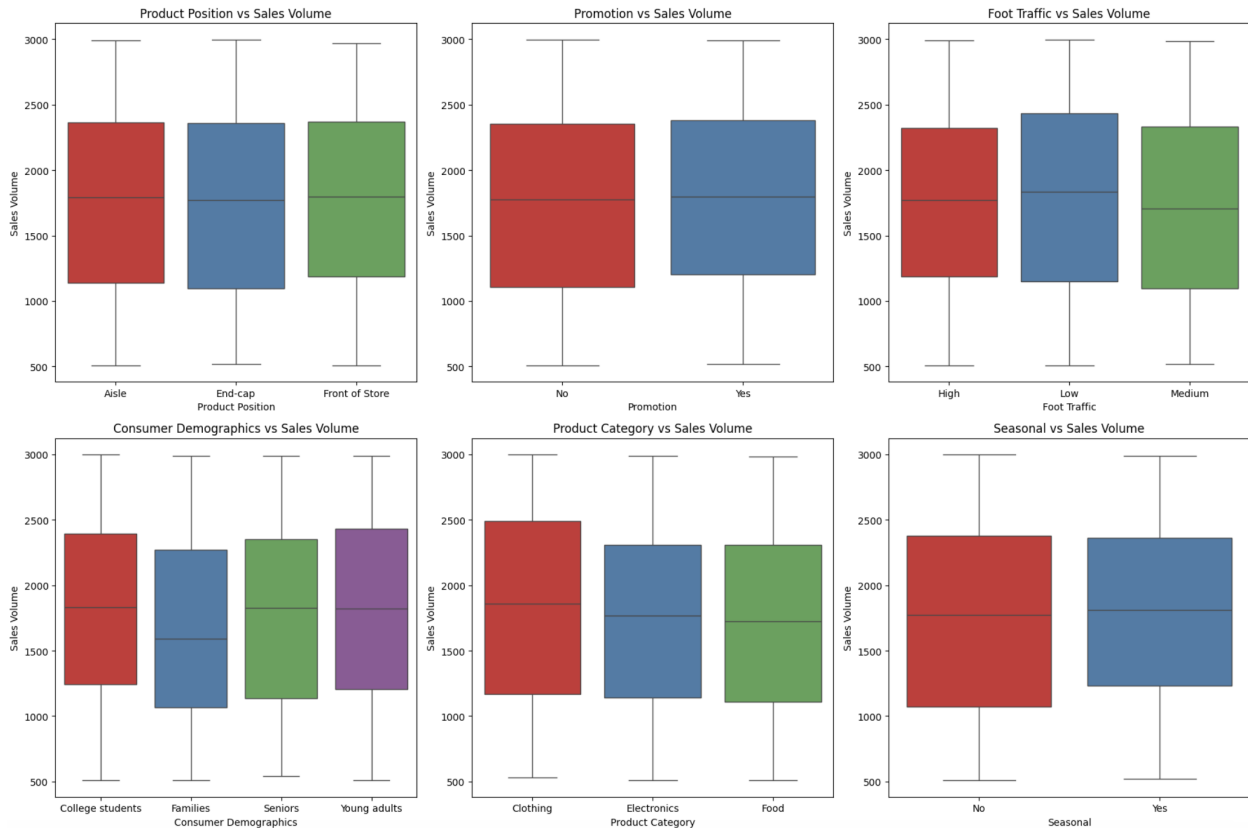 Product Position vs Sales Volume
3000
2500
2000
1500
1000
500
Sales Volume
Aisle End-cap Front of Store
Product Position
Promotion vs Sales Volume
3000
2500
2000
1500
1000
500
Sales Volume
No Yes
Promotion
Foot Traffic vs Sales Volume
3000
2500
2000
1500
1000
500
Sales Volume
High Low Medium
Foot Traffic
Consumer Demographics vs Sales Volume
3000
2500
2000
1500
1000
500
Sales Volume
College students Families Seniors Young adults
Consumer Demographics
Product Category vs Sales Volume
3000
2500
2000
1500
1000
500
Sales Volume
Clothing Electronics Food
Product Category
Seasonal vs Sales Volume
3000
2500
2000
1500
1000
500
Sales Volume
No Yes
Seasonal